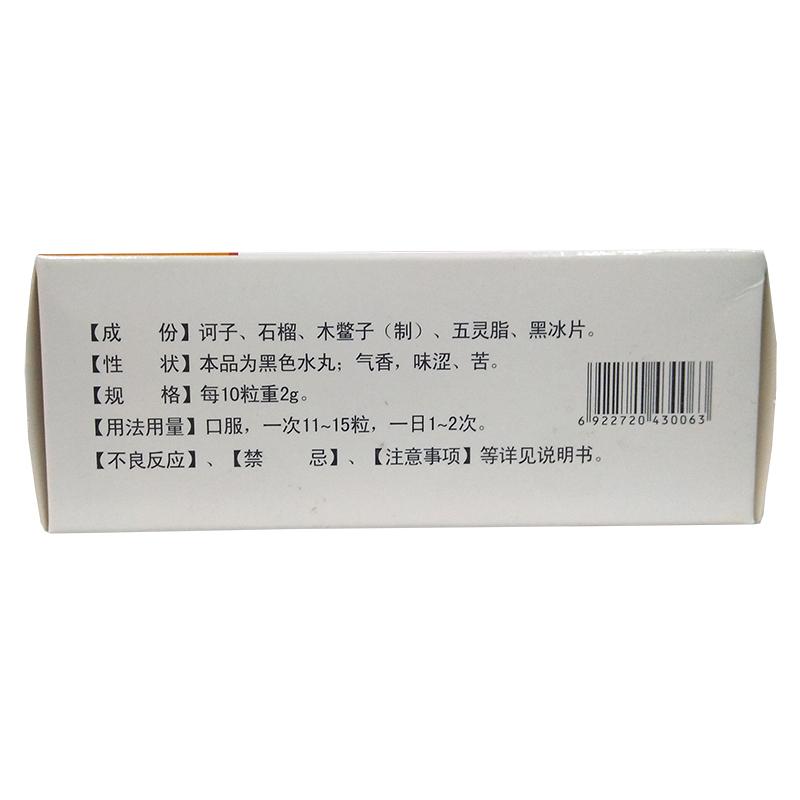 【成　份】诃子、石榴、木鳖子（制）、五灵脂、黑冰片。
【性　状】本品为黑色水丸；气香，味涩、苦。
【规　格】每10粒重2g。
【用法用量】口服，一次11~15粒，一日1~2次。
【不良反应】、【禁　忌】、【注意事项】等详见说明书。
6 922720 430063